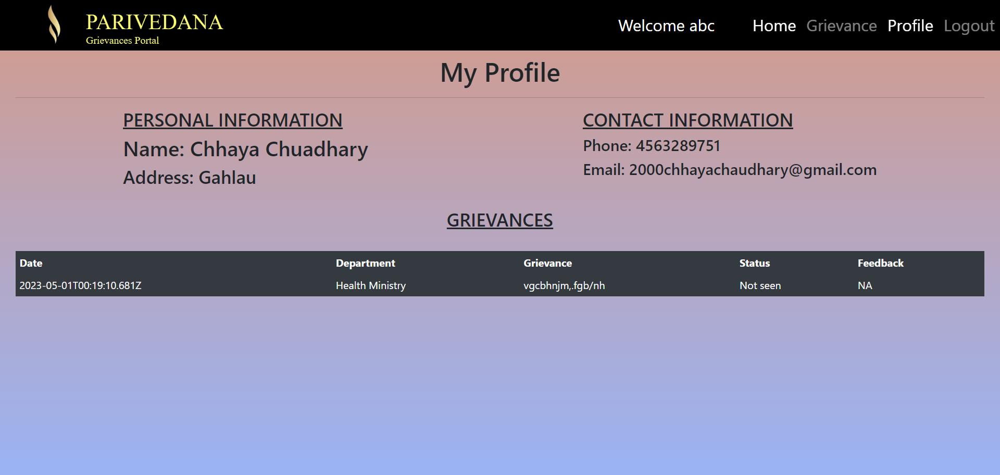 PARIVEDANA
Grievances Portal
Welcome abc Home Grievance Profile Logout
My Profile
PERSONAL INFORMATION
Name: Chhaya Chuadhary
Address: Gahlau
CONTACT INFORMATION
Phone: 4563289751
Email: 2000chhayachaudhary@gmail.com
GRIEVANCES
Date Department Grievance Status Feedback
2023-05-01T00:19:10.681Z Health Ministry vgcbhnjm,.fgb/nh Not seen NA